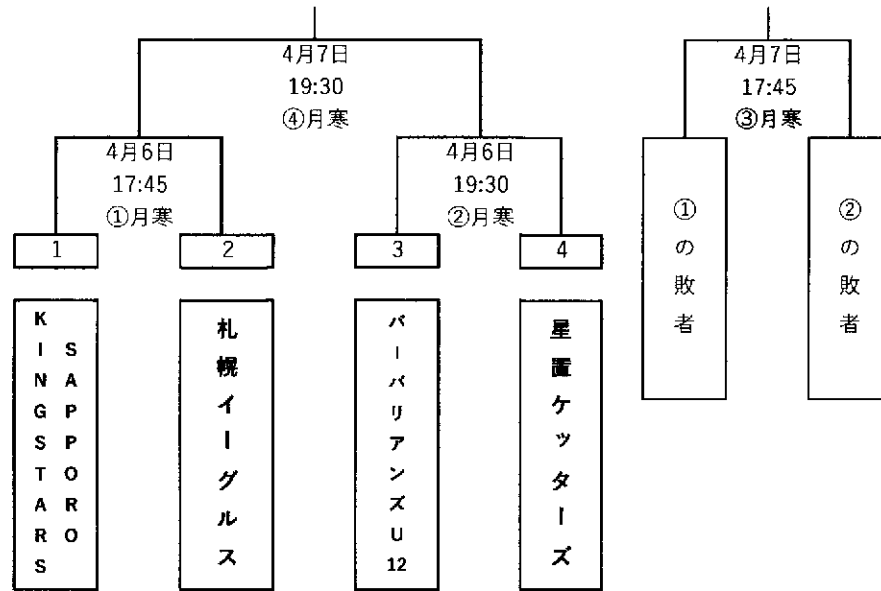 4月7日
19:30
④月寒
4月7日
17:45
③月寒
4月6日
17:45
①月寒
4月6日
19:30
②月寒
1
2
3
4
KINGSTARS
SAPPORO
札幌イーグルス
バーバリアンズU12
星置ケッターズ
①の敗者
②の敗者